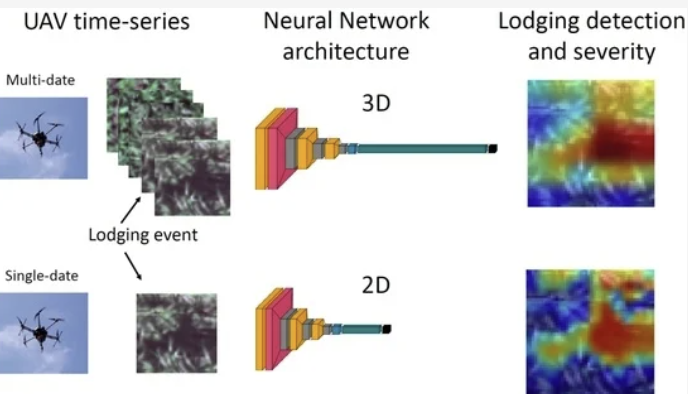 UAV time-series
Neural Network
architecture
Lodging detection
and severity
Multi-date
3D
Lodging event
Single-date
2D